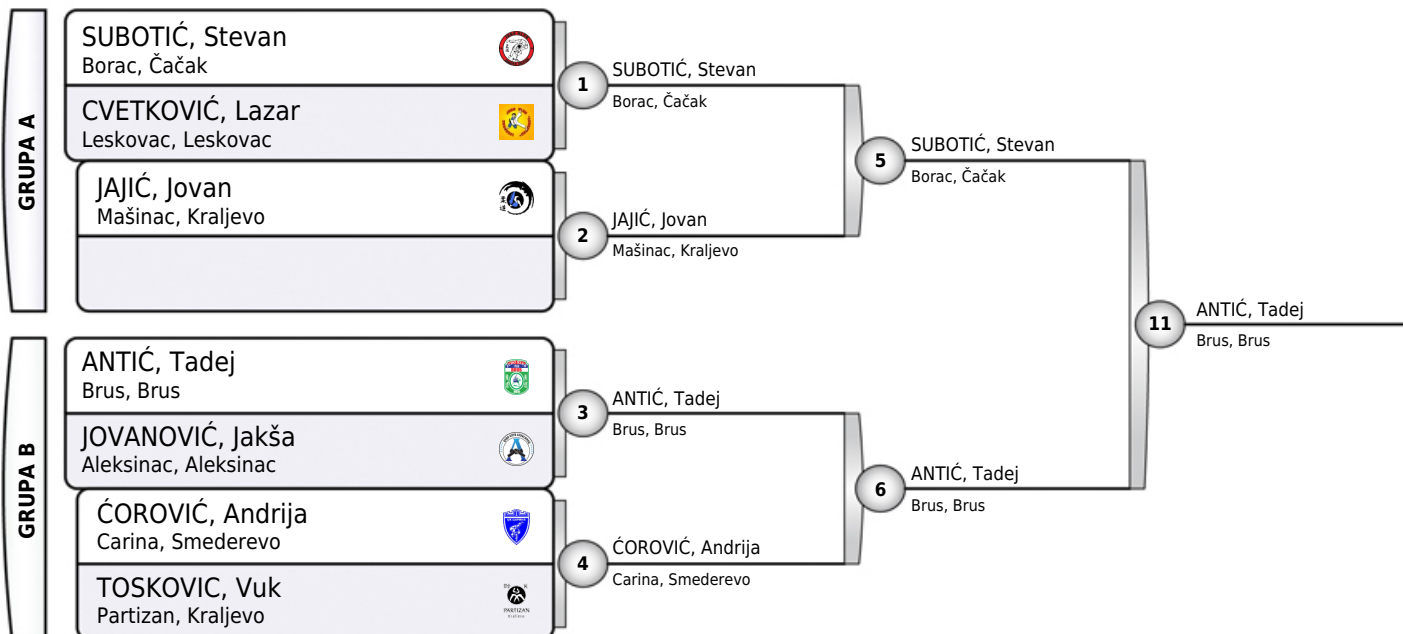 GRUPA A
SUBOTIĆ, Stevan
Borac, Čačak
CVETKOVIĆ, Lazar
Leskovac, Leskovac
JAJIĆ, Jovan
Mašinac, Kraljevo
1
SUBOTIĆ, Stevan
Borac, Čačak
2
JAJIĆ, Jovan
Mašinac, Kraljevo
5
SUBOTIĆ, Stevan
Borac, Čačak
GRUPA B
ANTIĆ, Tadej
Brus, Brus
JOVANOVIĆ, Jakša
Aleksinac, Aleksinac
ĆOROVIĆ, Andrija
Carina, Smederevo
TOSKOVIC, Vuk
Partizan, Kraljevo
PARTIZAN
3
ANTIĆ, Tadej
Brus, Brus
4
ĆOROVIĆ, Andrija
Carina, Smederevo
6
ANTIĆ, Tadej
Brus, Brus
11
ANTIĆ, Tadej
Brus, Brus